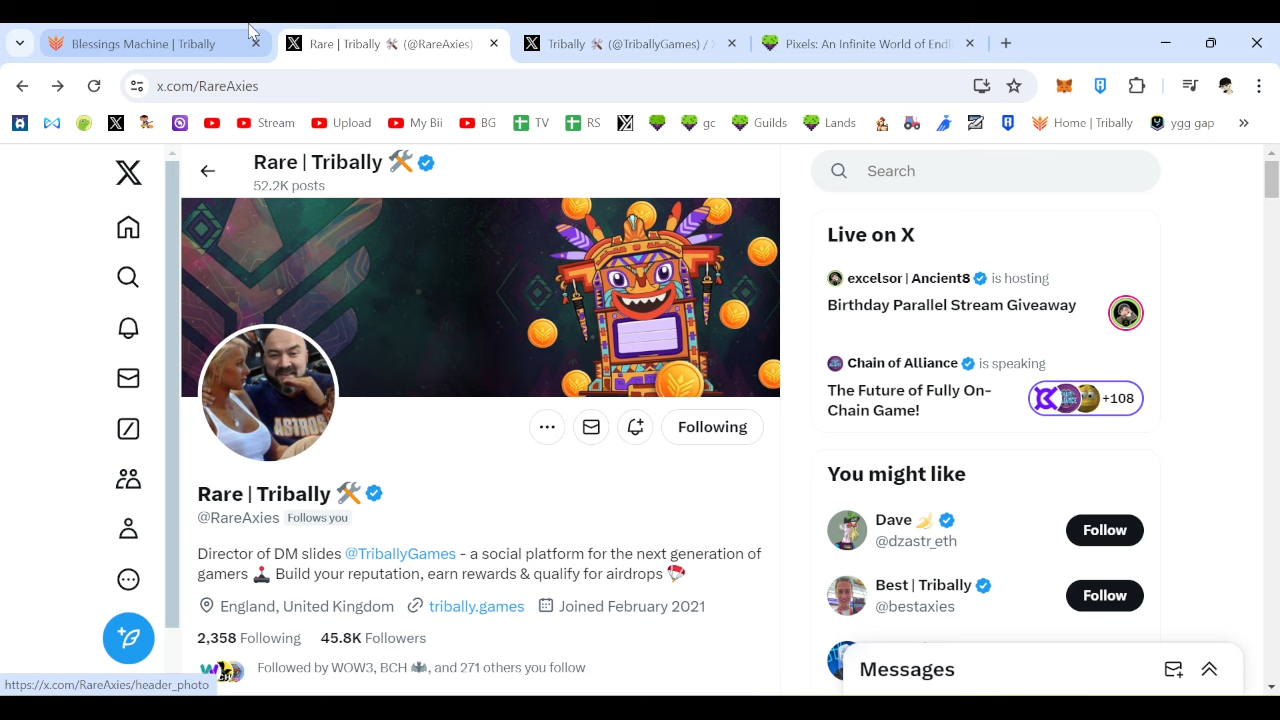 Blessings Machine | Tribally
Rare | Tribally 🛠 (@RareAxies)
Tribally 🛠 (@TriballyGames) /
Pixels: An Infinite World of Endl
x.com/RareAxies
Stream
Upload
My Bii
BG
TV
RS
gc
Guilds
Lands
Home | Tribally
ygg gap
Rare | Tribally 🛠
52.2K posts
Search
Live on X
excelsor | Ancient8 is hosting
Birthday Parallel Stream Giveaway
Chain of Alliance is speaking
The Future of Fully On-
Chain Game!
+108
ASTROS
Following
You might like
Rare | Tribally 🛠
@RareAxies Follows you
Director of DM slides @TriballyGames - a social platform for the next generation of
gamers 🕹 Build your reputation, earn rewards & qualify for airdrops 🪂
England, United Kingdom tribally.games Joined February 2021
2,358 Following 45.8K Followers
Followed by WOW3, BCH 🦇, and 271 others you follow
Dave 🍌
@dzastr_eth
Follow
Best | Tribally
@bestaxies
Follow
Messages
https://x.com/RareAxies/header_photo